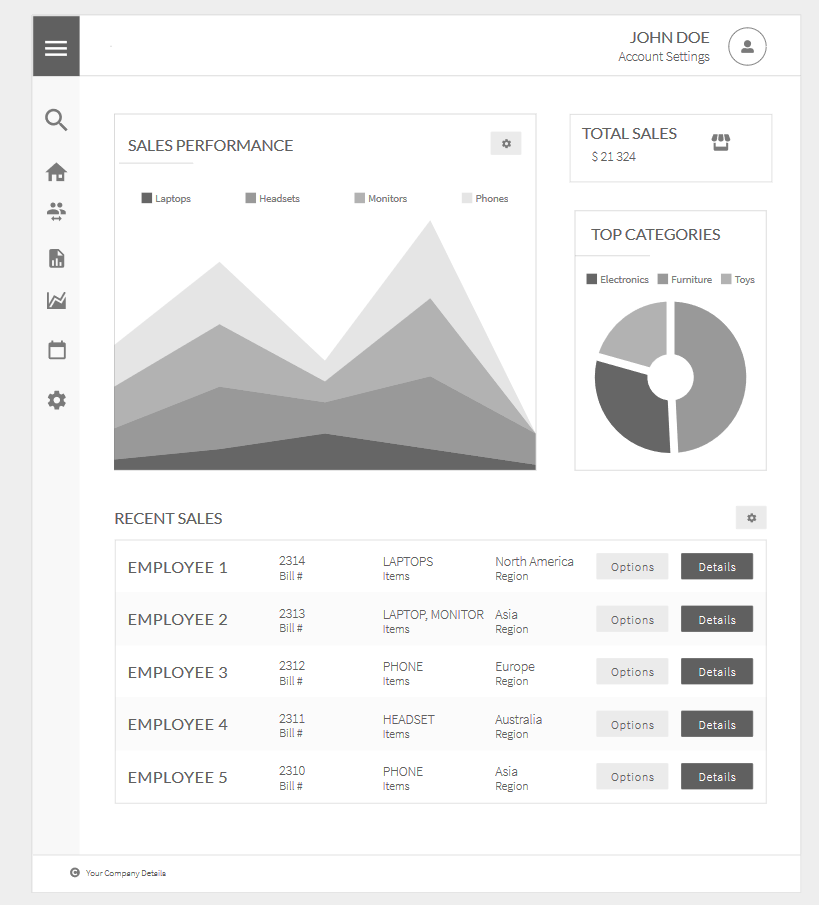 JOHN DOE
Account Settings
SALES PERFORMANCE
Laptops Headsets Monitors Phones
TOTAL SALES
$ 21 324
TOP CATEGORIES
Electronics Furniture Toys
RECENT SALES
EMPLOYEE 1 2314 LAPTOPS North America Options Details
Bill # Items Region
EMPLOYEE 2 2313 LAPTOP, MONITOR Asia Options Details
Bill # Items Region
EMPLOYEE 3 2312 PHONE Europe Options Details
Bill # Items Region
EMPLOYEE 4 2311 HEADSET Australia Options Details
Bill # Items Region
EMPLOYEE 5 2310 PHONE Asia Options Details
Bill # Items Region
© Your Company Details